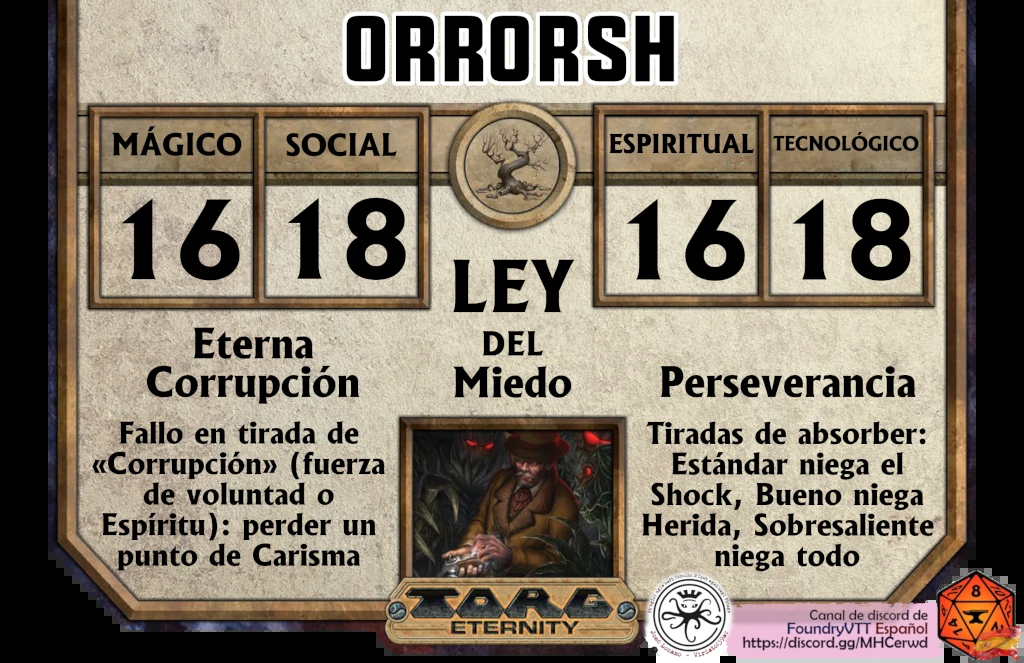 ORRORSH
MÁGICO
SOCIAL
ESPIRITUAL
TECNOLÓGICO
16
18
16
18
LEY
DEL
Miedo
Eterna
Corrupción
Fallo en tirada de
«Corrupción» (fuerza
de voluntad o
Espíritu): perder un
punto de Carisma
Perseverancia
Tiradas de absorber:
Estándar niega el
Shock, Bueno niega
Herida, Sobresaliente
niega todo
TORG
ETERNITY
Canal de discord de
FoundryVTT Español
https://discord.gg/MHCerwd
8